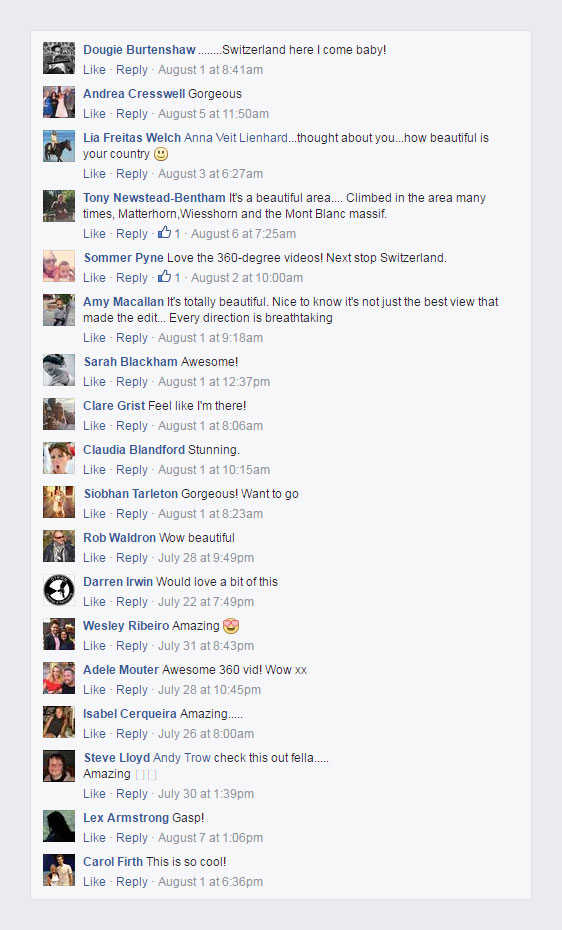 Dougie Burtenshaw ........Switzerland here I come baby!
Like · Reply · August 1 at 8:41am
Andrea Cresswell Gorgeous
Like · Reply · August 5 at 11:50am
Lia Freitas Welch Anna Veit Lienhard...thought about you...how beautiful is
your country
Like · Reply · August 3 at 6:27am
Tony Newstead-Bentham It's a beautiful area.... Climbed in the area many
times, Matterhorn,Wiesshorn and the Mont Blanc massif.
Like · Reply · 1 · August 6 at 7:25am
Sommer Pyne Love the 360-degree videos! Next stop Switzerland.
Like · Reply · 1 · August 2 at 10:00am
Amy Macallan It's totally beautiful. Nice to know it's not just the best view that
made the edit... Every direction is breathtaking
Like · Reply · August 1 at 9:18am
Sarah Blackham Awesome!
Like · Reply · August 1 at 12:37pm
Clare Grist Feel like I'm there!
Like · Reply · August 1 at 8:06am
Claudia Blandford Stunning.
Like · Reply · August 1 at 10:15am
Siobhan Tarleton Gorgeous! Want to go
Like · Reply · August 1 at 8:23am
Rob Waldron Wow beautiful
Like · Reply · July 28 at 9:49pm
Darren Irwin Would love a bit of this
Like · Reply · July 22 at 7:49pm
Wesley Ribeiro Amazing
Like · Reply · July 31 at 8:43pm
Adele Mouter Awesome 360 vid! Wow xx
Like · Reply · July 28 at 10:45pm
Isabel Cerqueira Amazing.....
Like · Reply · July 26 at 8:00am
Steve Lloyd Andy Trow check this out fella.....
Amazing
Like · Reply · July 30 at 1:39pm
Lex Armstrong Gasp!
Like · Reply · August 7 at 1:06pm
Carol Firth This is so cool!
Like · Reply · August 1 at 6:36pm